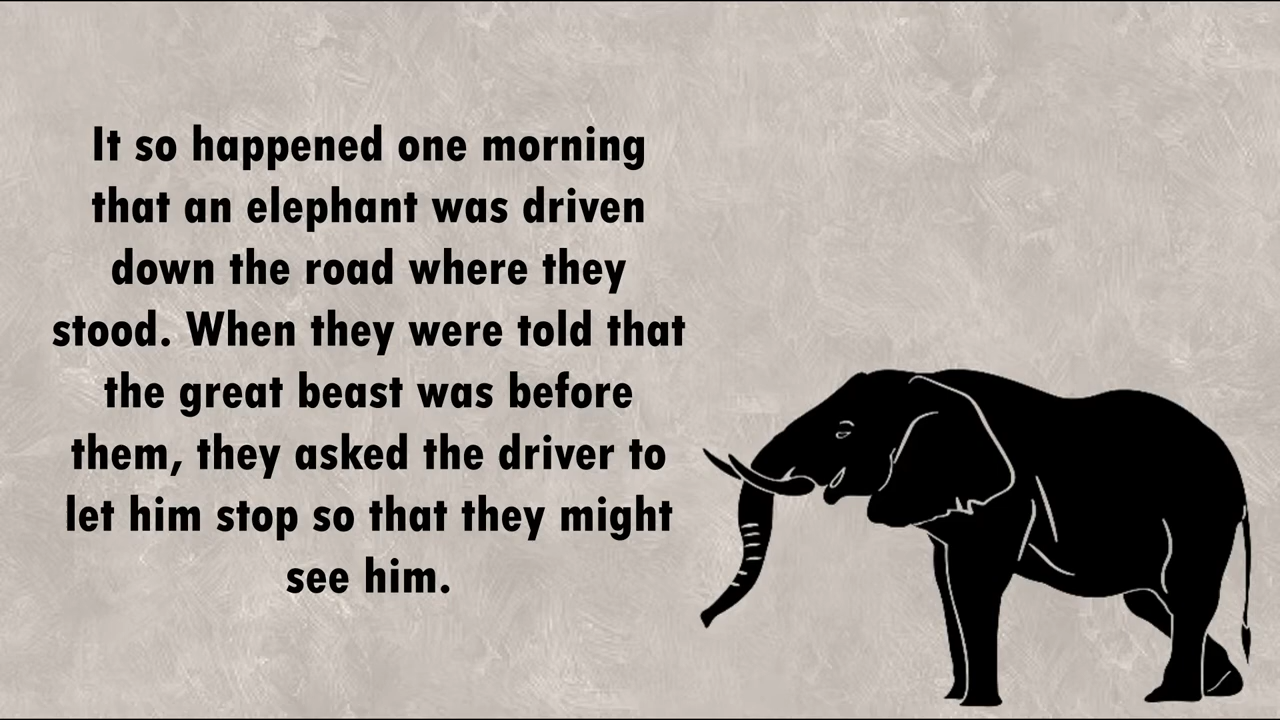 It so happened one morning
that an elephant was driven
down the road where they
stood. When they were told that
the great beast was before
them, they asked the driver to
let him stop so that they might
see him.